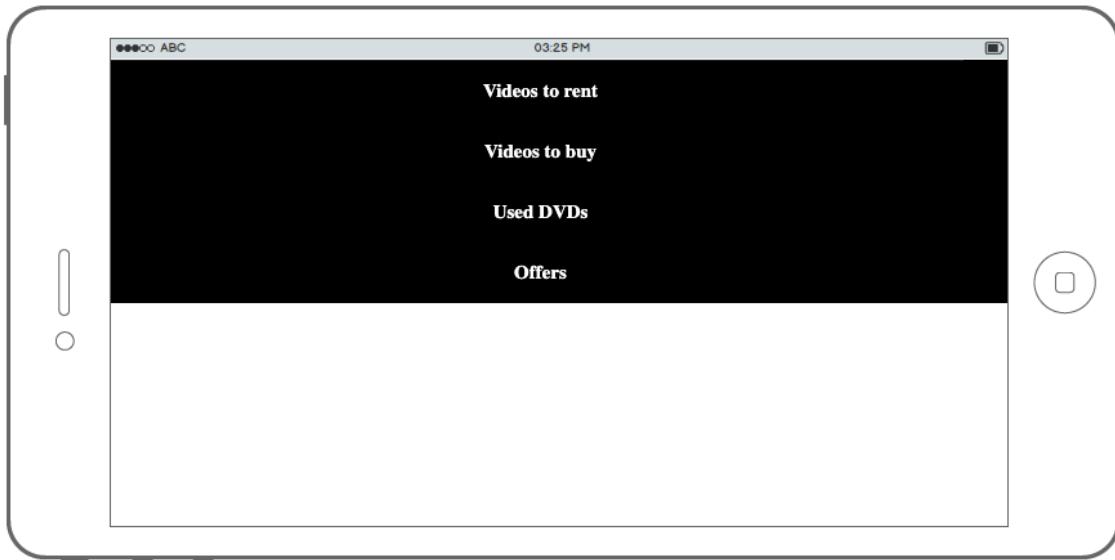 ABC 03:25 PM
Videos to rent
Videos to buy
Used DVDs
Offers